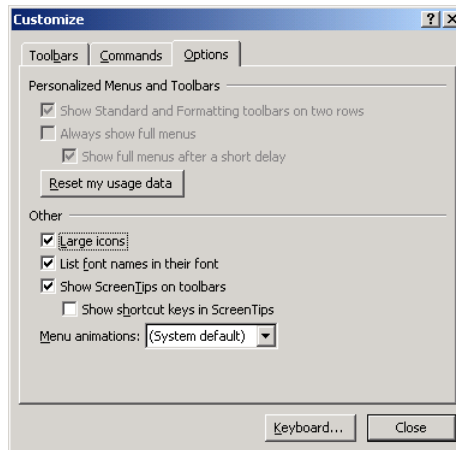 Customize
Toolbars Commands Options
Personalized Menus and Toolbars
Show Standard and Formatting toolbars on two rows
Always show full menus
Show full menus after a short delay
Reset my usage data
Other
Large icons
List font names in their font
Show ScreenTips on toolbars
Show shortcut keys in ScreenTips
Menu animations: (System default)
Keyboard... Close